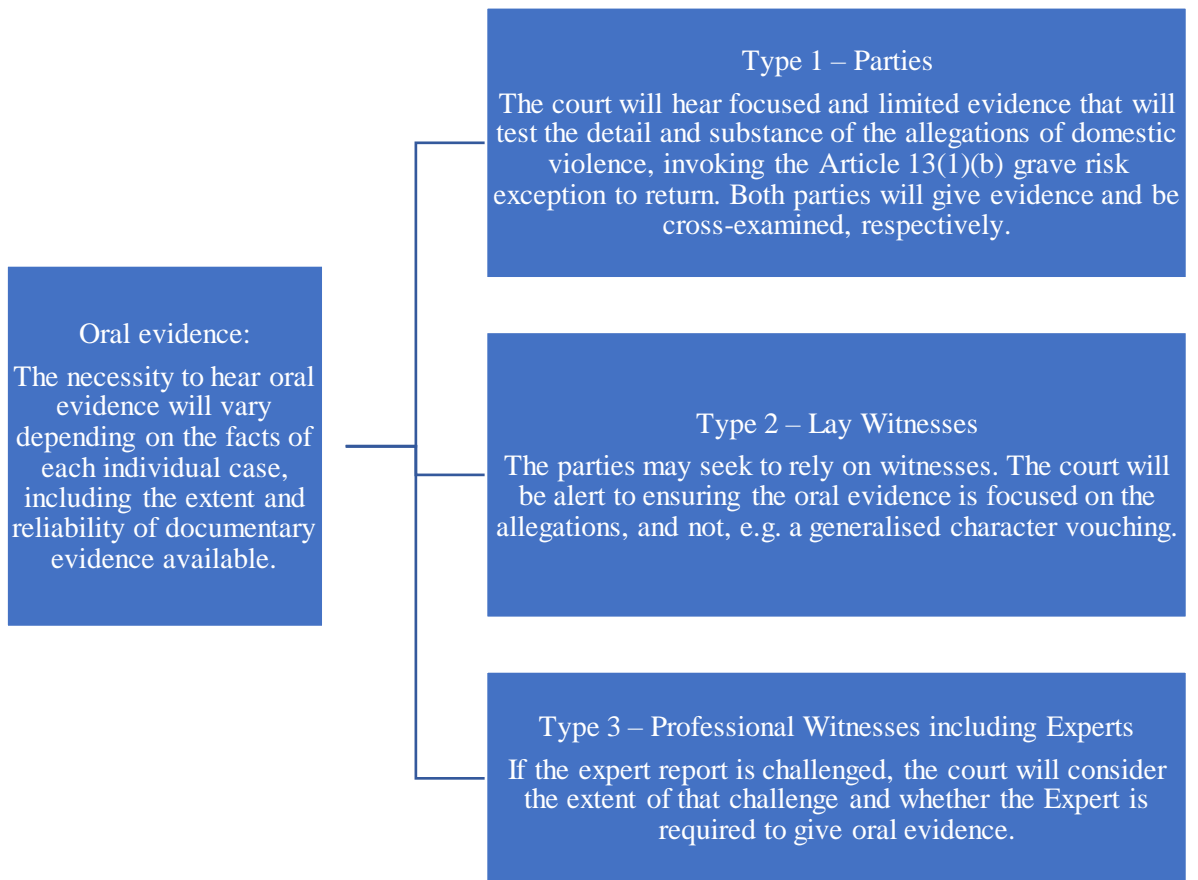 Oral evidence:
The necessity to hear oral
evidence will vary
depending on the facts of
each individual case,
including the extent and
reliability of documentary
evidence available.
Type 1 – Parties
The court will hear focused and limited evidence that will
test the detail and substance of the allegations of domestic
violence, invoking the Article 13(1)(b) grave risk
exception to return. Both parties will give evidence and be
cross-examined, respectively.
Type 2 – Lay Witnesses
The parties may seek to rely on witnesses. The court will
be alert to ensuring the oral evidence is focused on the
allegations, and not, e.g. a generalised character vouching.
Type 3 – Professional Witnesses including Experts
If the expert report is challenged, the court will consider
the extent of that challenge and whether the Expert is
required to give oral evidence.